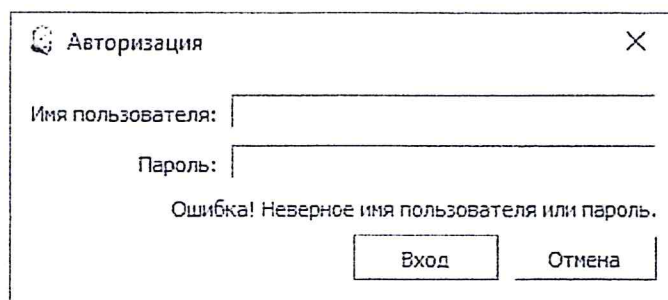 Авторизация
Имя пользователя:
Пароль:
Ошибка! Неверное имя пользователя или пароль.
Вход Отмена